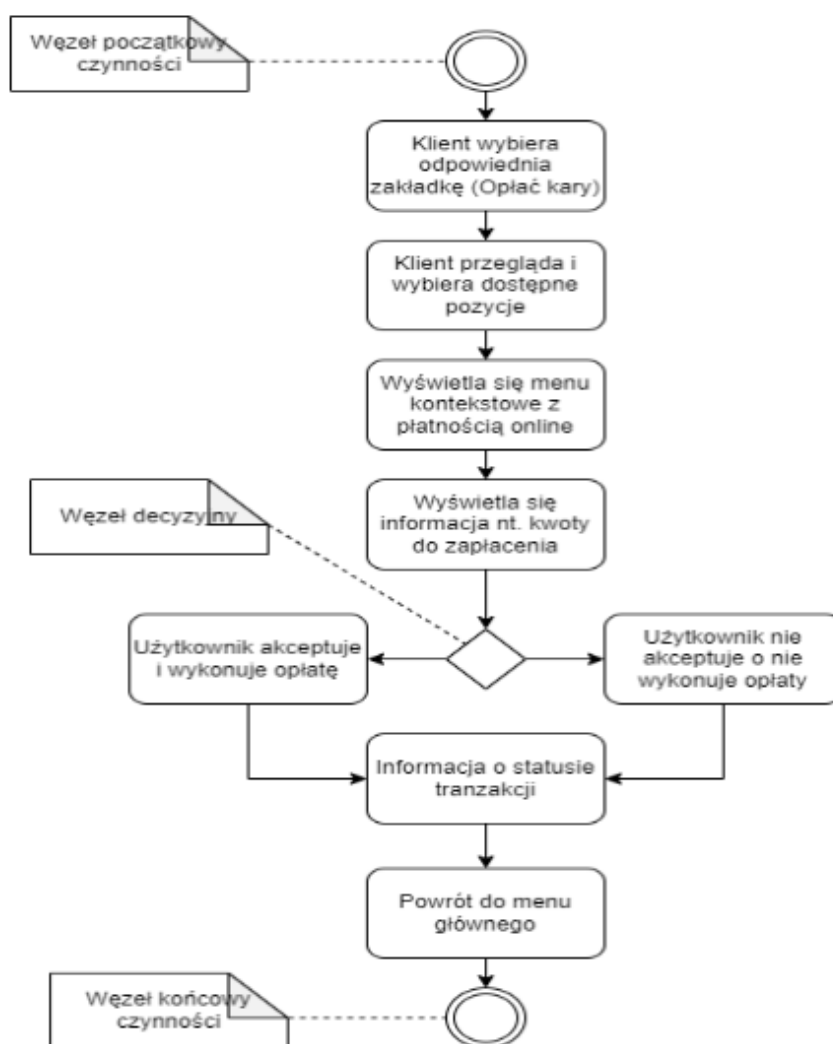 Węzeł początkowy
czynności
Klient wybiera
odpowiednia
zakładkę (Opłać kary)
Klient przegląda i
wybiera dostępne
pozycje
Wyświetla się menu
kontekstowe z
płatnością online
Węzeł decyzyjny
Wyświetla się
informacja nt. kwoty
do zapłacenia
Użytkownik akceptuje
i wykonuje opłatę
Użytkownik nie
akceptuje o nie
wykonuje opłaty
Informacja o statusie
tranzakcji
Powrót do menu
głównego
Węzeł końcowy
czynności